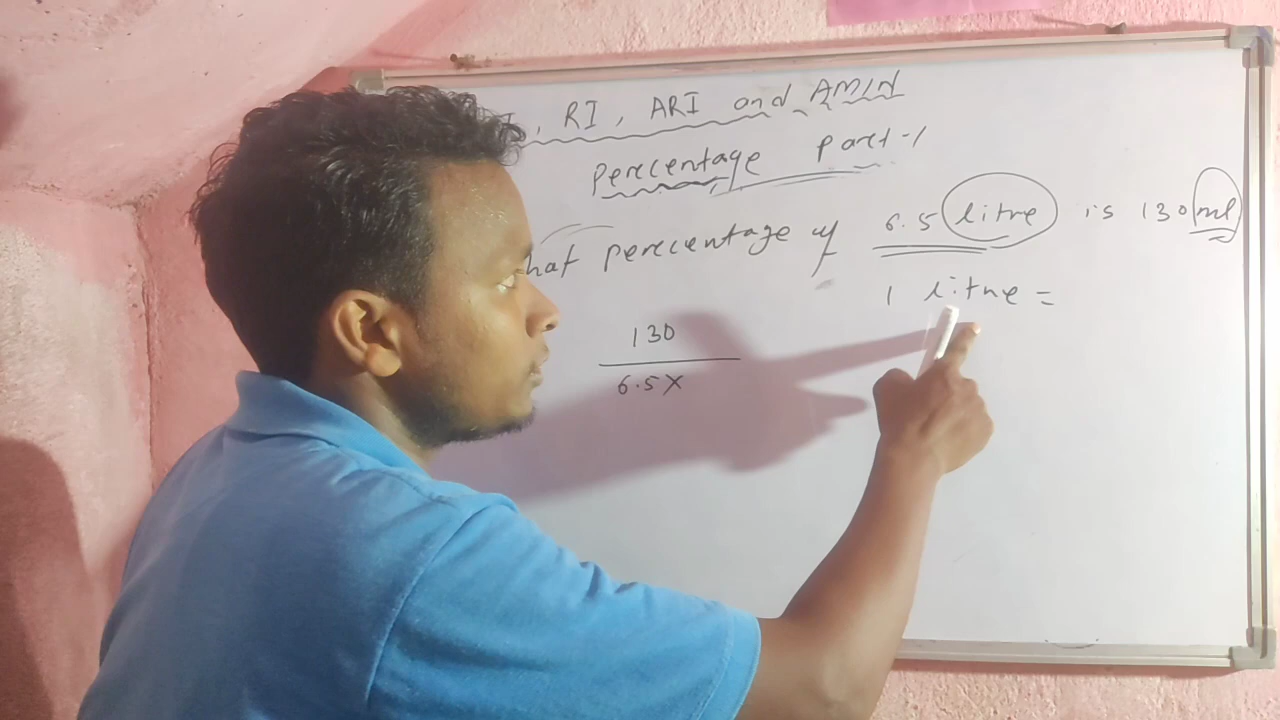 , RI, ARI and AMIN
Percentage Part-1
hat percentage of 6.5 litre is 130 ml
1 litre =
130
6.5 X